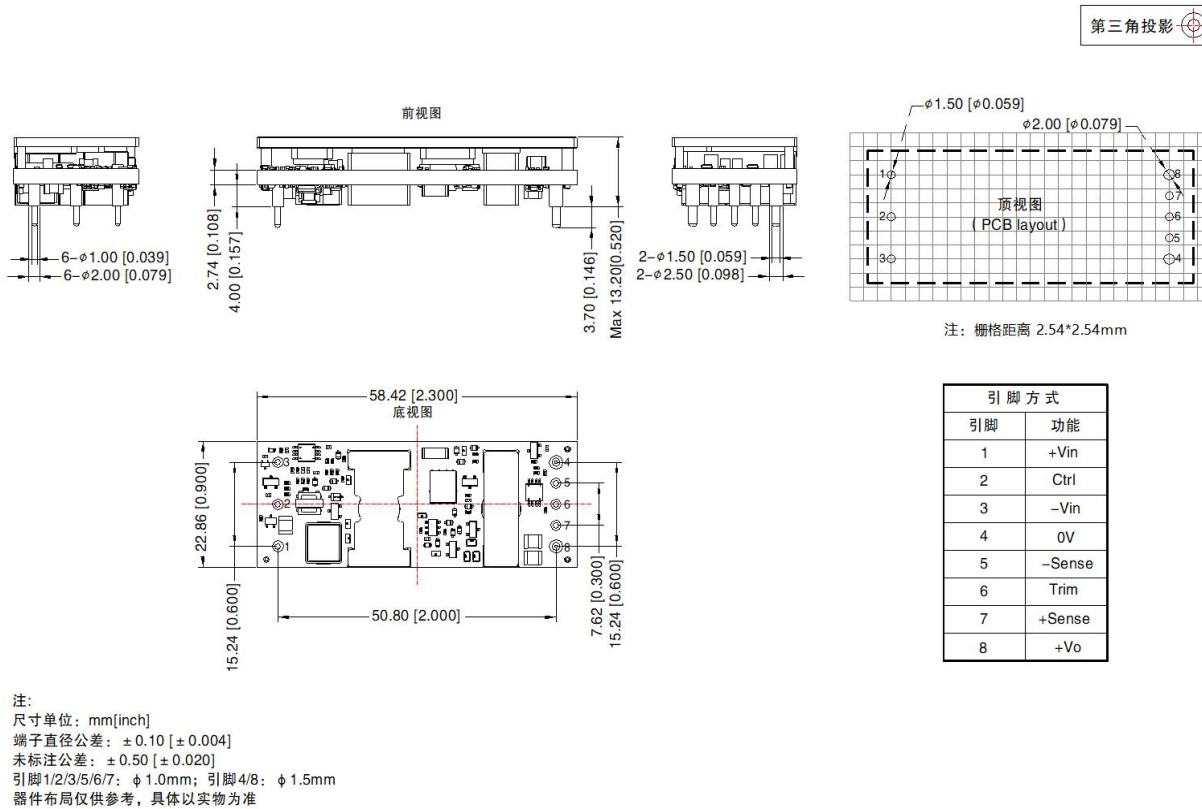 第三角投影
前视图
φ1.50 [φ0.059]
φ2.00 [φ0.079]
1
2
3
8
7
6
5
4
顶视图
( PCB layout )
注：栅格距离 2.54*2.54mm
6-φ1.00 [0.039]
6-φ2.00 [0.079]
2.74 [0.108]
4.00 [0.157]
3.70 [0.146]
Max 13.20[0.520]
2-φ1.50 [0.059]
2-φ2.50 [0.098]
58.42 [2.300]
底视图
22.86 [0.900]
15.24 [0.600]
3
2
1
4
5
6
7
8
50.80 [2.000]
7.62 [0.300]
15.24 [0.600]
引脚方式
引脚 功能
1 +Vin
2 Ctrl
3 -Vin
4 0V
5 -Sense
6 Trim
7 +Sense
8 +Vo
注:
尺寸单位：mm[inch]
端子直径公差：±0.10 [±0.004]
未标注公差：±0.50 [±0.020]
引脚1/2/3/5/6/7：φ1.0mm；引脚4/8：φ1.5mm
器件布局仅供参考，具体以实物为准